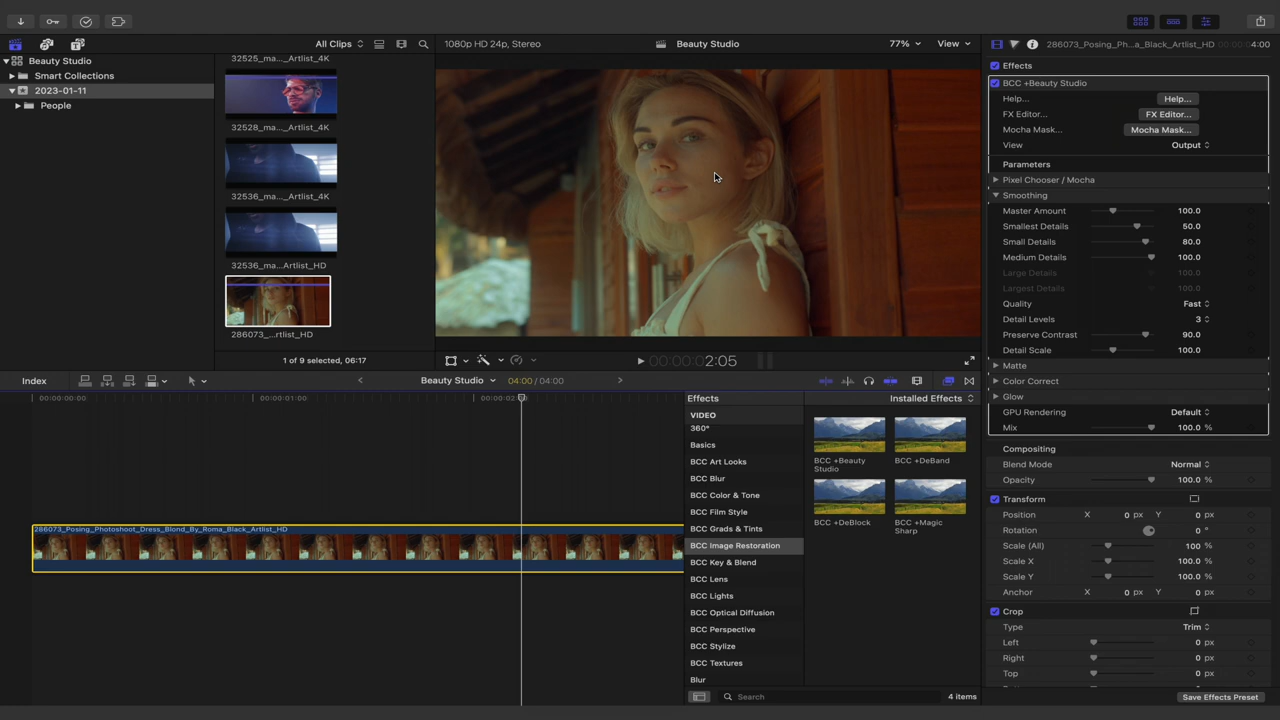 All Clips
1080p HD 24p, Stereo
Beauty Studio
77%
View
286073_Posing_Ph...a_Black_Artlist_HD
4:00
Beauty Studio
Smart Collections
2023-01-11
People
32525_ma..._Artlist_4K
32528_ma..._Artlist_4K
32536_ma..._Artlist_4K
32536_ma...Artlist_HD
286073_...rtlist_HD
1 of 9 selected, 06:17
00:00:00:02:05
Effects
BCC +Beauty Studio
Help...
Help...
FX Editor...
FX Editor...
Mocha Mask...
Mocha Mask...
View
Output
Parameters
Pixel Chooser / Mocha
Smoothing
Master Amount
100.0
Smallest Details
50.0
Small Details
80.0
Medium Details
100.0
Large Details
100.0
Largest Details
100.0
Quality
Fast
Detail Levels
3
Preserve Contrast
90.0
Detail Scale
100.0
Matte
Color Correct
Glow
GPU Rendering
Default
Mix
100.0 %
Compositing
Blend Mode
Normal
Opacity
100.0 %
Transform
Position
X
0 px
Y
0 px
Rotation
0 °
Scale (All)
100 %
Scale X
100.0 %
Scale Y
100.0 %
Anchor
X
0 px
Y
0 px
Crop
Type
Trim
Left
0 px
Right
0 px
Top
0 px
Save Effects Preset
Index
Beauty Studio
04:00 / 04:00
00:00:00:00
00:00:01:00
286073_Posing_Photoshoot_Dress_Blond_By_Roma_Black_Artlist_HD
Effects
Installed Effects
VIDEO
360°
Basics
BCC Art Looks
BCC Blur
BCC Color & Tone
BCC Film Style
BCC Grads & Tints
BCC Image Restoration
BCC Key & Blend
BCC Lens
BCC Lights
BCC Optical Diffusion
BCC Perspective
BCC Stylize
BCC Textures
Blur
BCC +Beauty
Studio
BCC +DeBand
BCC +DeBlock
BCC +Magic
Sharp
Search
4 items